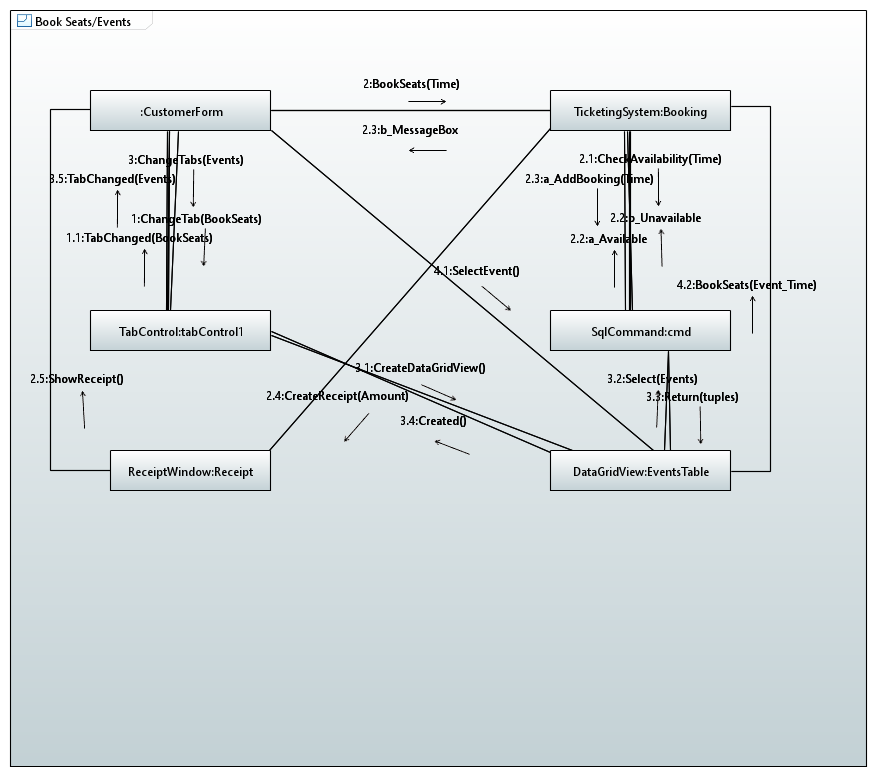 Book Seats/Events
2:BookSeats(Time)
:CustomerForm
TicketingSystem:Booking
2.3:b_MessageBox
3:ChangeTabs(Events)
2.1:CheckAvailability(Time)
3.5:TabChanged(Events)
2.3:a_AddBooking(Time)
1:ChangeTab(BookSeats)
2.2:b_Unavailable
1.1:TabChanged(BookSeats)
2.2:a_Available
4.1:SelectEvent()
4.2:BookSeats(Event_Time)
TabControl:tabControl1
SqlCommand:cmd
3.1:CreateDataGridView()
2.5:ShowReceipt()
3.2:Select(Events)
2.4:CreateReceipt(Amount)
3.3:Return(tuples)
3.4:Created()
ReceiptWindow:Receipt
DataGridView:EventsTable